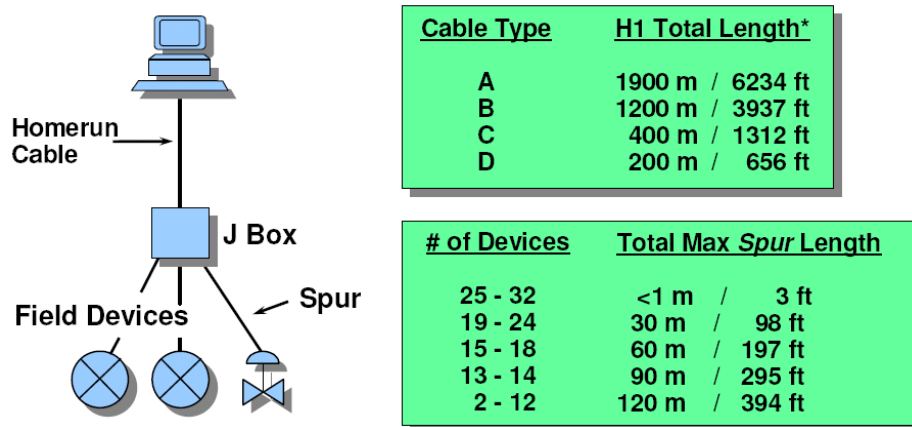 Homerun
Cable
J Box
Field Devices
Spur
Cable Type H1 Total Length*
A 1900 m / 6234 ft
B 1200 m / 3937 ft
C 400 m / 1312 ft
D 200 m / 656 ft
# of Devices Total Max Spur Length
25 - 32 <1 m / 3 ft
19 - 24 30 m / 98 ft
15 - 18 60 m / 197 ft
13 - 14 90 m / 295 ft
2 - 12 120 m / 394 ft